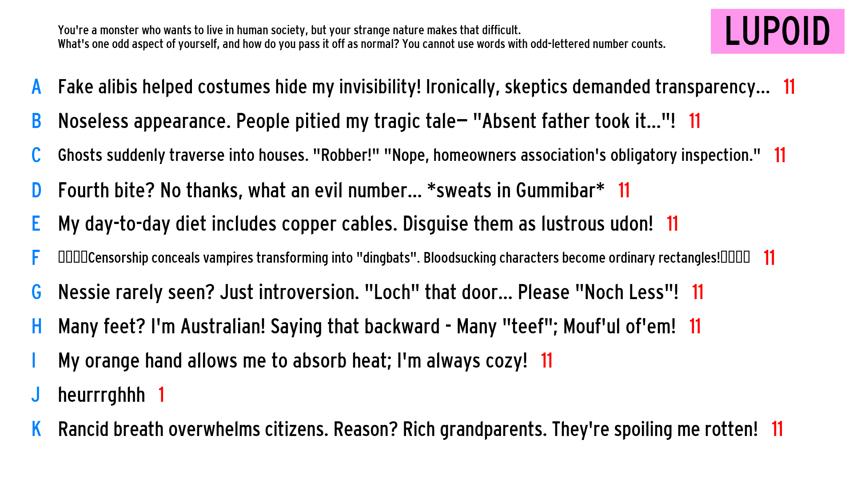 You're a monster who wants to live in human society, but your strange nature makes that difficult.
What's one odd aspect of yourself, and how do you pass it off as normal? You cannot use words with odd-lettered number counts.
LUPOID
A Fake alibis helped costumes hide my invisibility! Ironically, skeptics demanded transparency... 11
B Noseless appearance. People pitied my tragic tale— "Absent father took it..."! 11
C Ghosts suddenly traverse into houses. "Robber!" "Nope, homeowners association's obligatory inspection." 11
D Fourth bite? No thanks, what an evil number... *sweats in Gummibar* 11
E My day-to-day diet includes copper cables. Disguise them as lustrous udon! 11
F ▯▯▯▯Censorship conceals vampires transforming into "dingbats". Bloodsucking characters become ordinary rectangles!▯▯▯▯ 11
G Nessie rarely seen? Just introversion. "Loch" that door... Please "Noch Less"! 11
H Many feet? I'm Australian! Saying that backward - Many "teef"; Mouf'ul of'em! 11
I My orange hand allows me to absorb heat; I'm always cozy! 11
J heurrrghhh 1
K Rancid breath overwhelms citizens. Reason? Rich grandparents. They're spoiling me rotten! 11